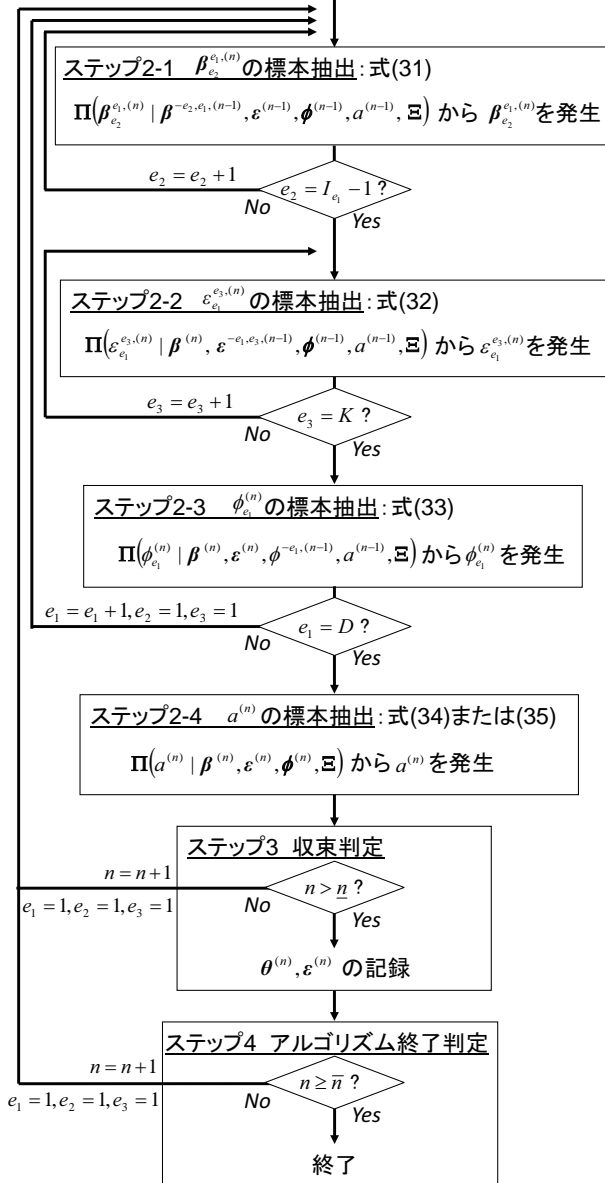 ステップ2-1 β_{e_2}^{e_1,(n)} の標本抽出:式(31)
Π(β_{e_2}^{e_1,(n)} | β^{-e_2,e_1,(n-1)}, ε^{(n-1)}, ϕ^{(n-1)}, a^{(n-1)}, Ξ) から β_{e_2}^{e_1,(n)} を発生
e_2 = e_2 + 1
e_2 = I_{e_1} − 1 ?
No
Yes
ステップ2-2 ε_{e_1}^{e_3,(n)} の標本抽出:式(32)
Π(ε_{e_1}^{e_3,(n)} | β^{(n)}, ε^{-e_1,e_3,(n-1)}, ϕ^{(n-1)}, a^{(n-1)}, Ξ) から ε_{e_1}^{e_3,(n)} を発生
e_3 = e_3 + 1
e_3 = K ?
No
Yes
ステップ2-3 ϕ_{e_1}^{(n)} の標本抽出:式(33)
Π(ϕ_{e_1}^{(n)} | β^{(n)}, ε^{(n)}, ϕ^{-e_1,(n-1)}, a^{(n-1)}, Ξ) から ϕ_{e_1}^{(n)} を発生
e_1 = e_1 + 1, e_2 = 1, e_3 = 1
e_1 = D ?
No
Yes
ステップ2-4 a^{(n)} の標本抽出:式(34)または(35)
Π(a^{(n)} | β^{(n)}, ε^{(n)}, ϕ^{(n)}, Ξ) から a^{(n)} を発生
ステップ3 収束判定
n = n + 1
n > \underline{n} ?
e_1 = 1, e_2 = 1, e_3 = 1
No
Yes
θ^{(n)}, ε^{(n)} の記録
ステップ4 アルゴリズム終了判定
n = n + 1
n ≥ \overline{n} ?
e_1 = 1, e_2 = 1, e_3 = 1
No
Yes
終了